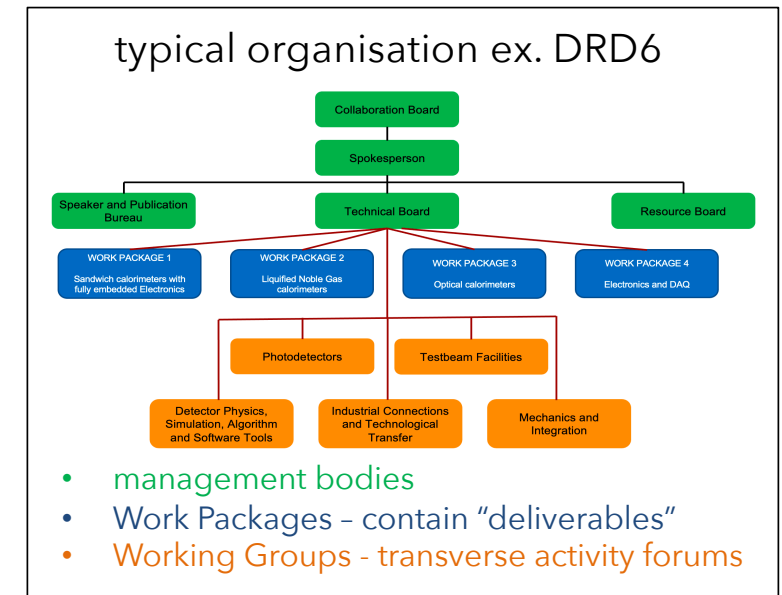 typical organisation ex. DRD6
Collaboration Board
Spokesperson
Speaker and Publication
Bureau
Technical Board
Resource Board
WORK PACKAGE 1
Sandwich calorimeters with
fully embedded Electronics
WORK PACKAGE 2
Liquified Noble Gas
calorimeters
WORK PACKAGE 3
Optical calorimeters
WORK PACKAGE 4
Electronics and DAQ
Photodetectors
Testbeam Facilities
Detector Physics,
Simulation, Algorithm
and Software Tools
Industrial Connections
and Technological
Transfer
Mechanics and
Integration
• management bodies
• Work Packages – contain “deliverables”
• Working Groups - transverse activity forums